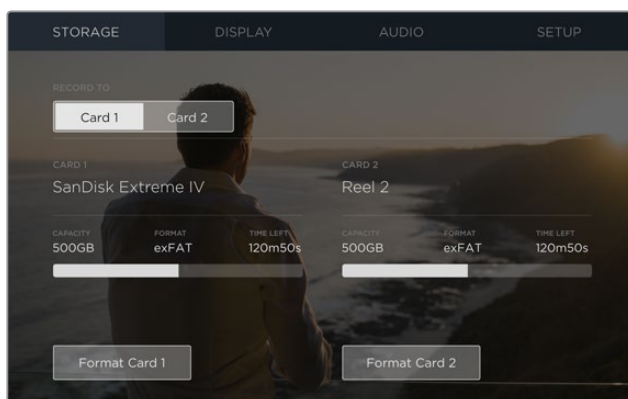 STORAGE DISPLAY AUDIO SETUP
RECORD TO
Card 1 Card 2
CARD 1 CARD 2
SanDisk Extreme IV Reel 2
CAPACITY FORMAT TIME LEFT CAPACITY FORMAT TIME LEFT
500GB exFAT 120m50s 500GB exFAT 120m50s
Format Card 1 Format Card 2